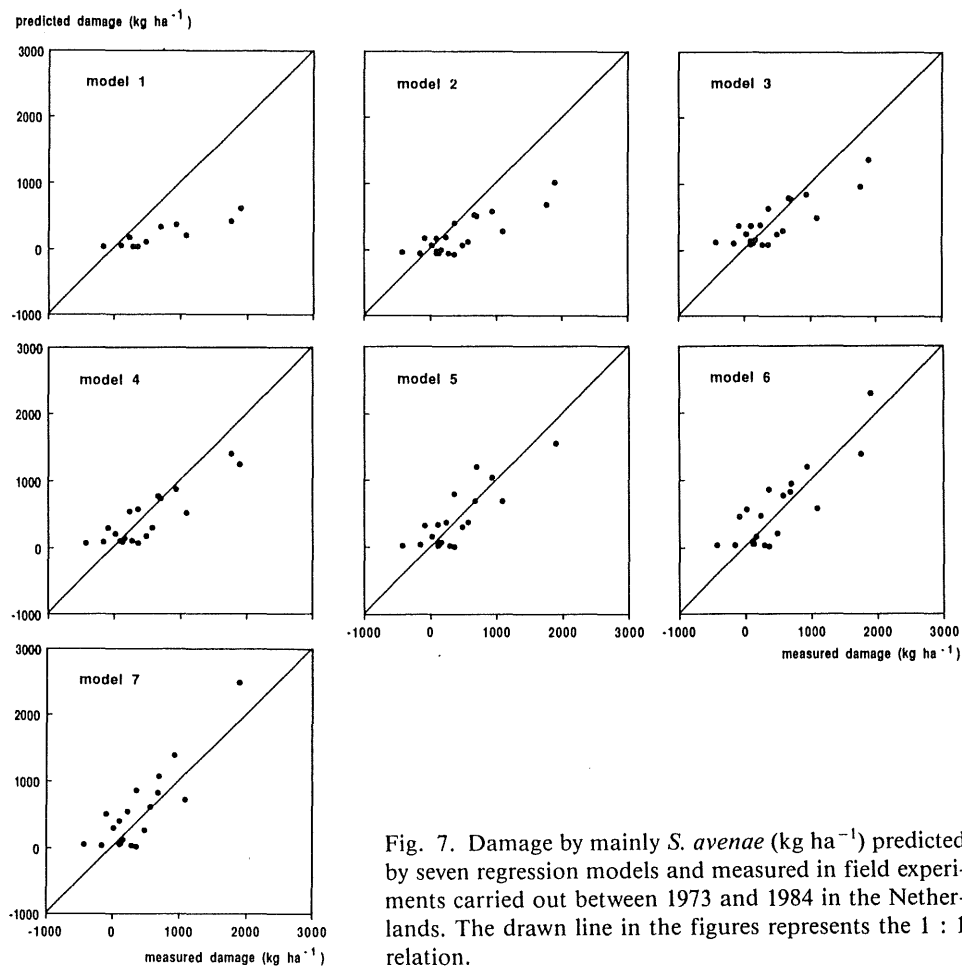 predicted damage (kg ha⁻¹)
3000
2000
1000
0
-1000
model 1
model 2
model 3
3000
2000
1000
0
-1000
model 4
model 5
model 6
-1000 0 1000 2000 3000
-1000 0 1000 2000 3000
measured damage (kg ha⁻¹)
3000
2000
1000
0
-1000
model 7
-1000 0 1000 2000 3000
measured damage (kg ha⁻¹)
Fig. 7. Damage by mainly S. avenae (kg ha⁻¹) predicted
by seven regression models and measured in field experi-
ments carried out between 1973 and 1984 in the Nether-
lands. The drawn line in the figures represents the 1 : 1
relation.